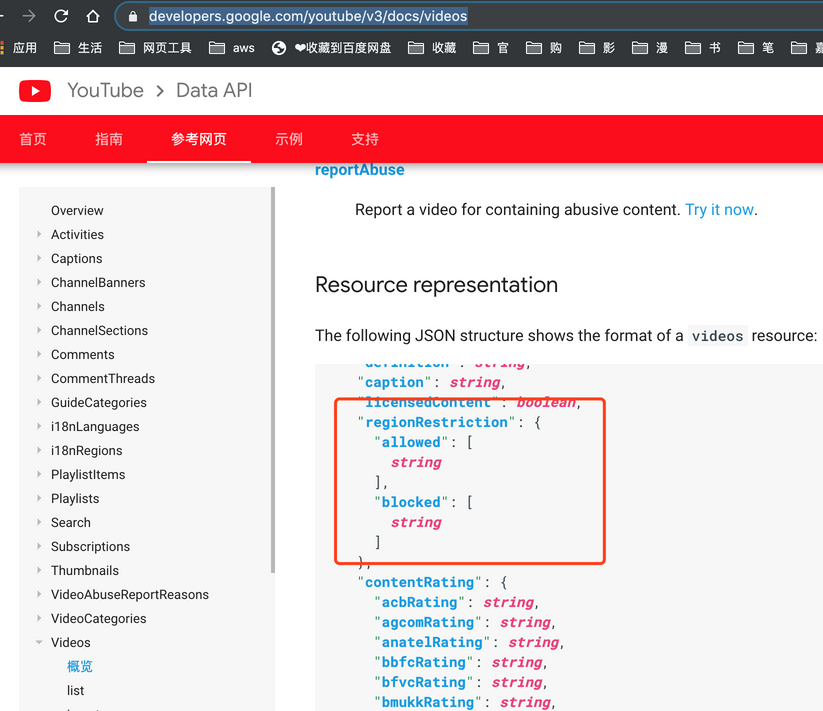 developers.google.com/youtube/v3/docs/videos
应用 生活 网页工具 aws ❤收藏到百度网盘 收藏 官 购 影 漫 书 笔
YouTube > Data API
首页 指南 参考网页 示例 支持
reportAbuse
Report a video for containing abusive content. Try it now.
Resource representation
The following JSON structure shows the format of a videos resource:
"definition": string,
"caption": string,
"licensedContent": boolean,
"regionRestriction": {
"allowed": [
string
],
"blocked": [
string
]
},
"contentRating": {
"acbRating": string,
"agcomRating": string,
"anatelRating": string,
"bbfcRating": string,
"bfvcRating": string,
"bmukkRating": string,
Overview
Activities
Captions
ChannelBanners
Channels
ChannelSections
Comments
CommentThreads
GuideCategories
i18nLanguages
i18nRegions
PlaylistItems
Playlists
Search
Subscriptions
Thumbnails
VideoAbuseReportReasons
VideoCategories
Videos
概览
list